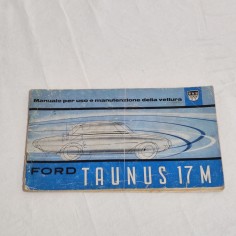 Manuale per uso e manutenzione della vettura
FORD TAUNUS 17 M